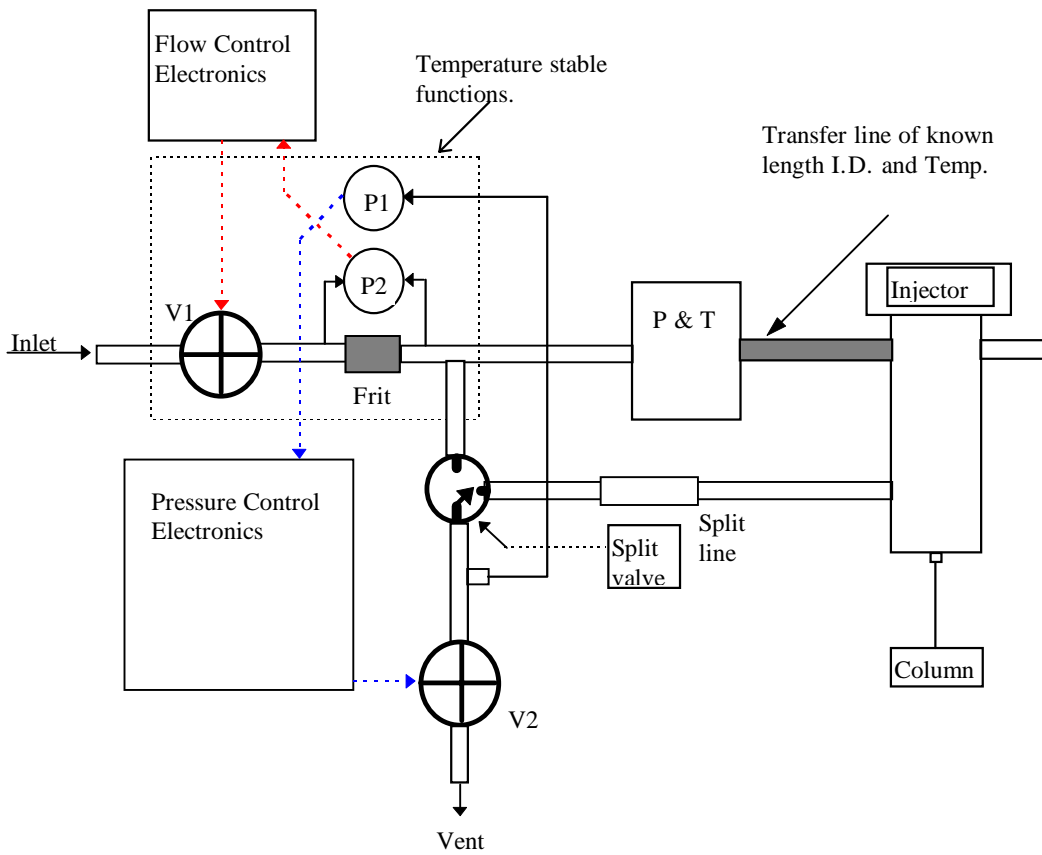 Flow Control
Electronics
Temperature stable
functions.
Transfer line of known
length I.D. and Temp.
P1
P2
V1
Inlet
Frit
P & T
Injector
Pressure Control
Electronics
Split
line
Split
valve
Column
V2
Vent